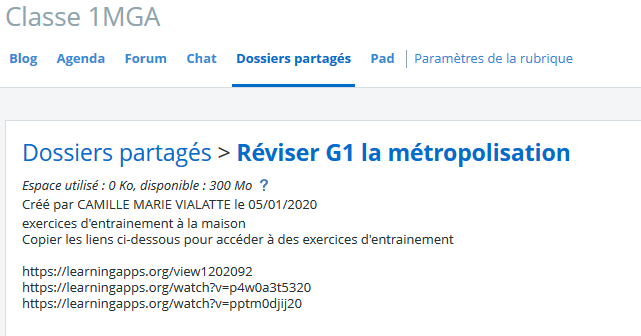 Classe 1MGA
Blog Agenda Forum Chat Dossiers partagés Pad Paramètres de la rubrique
Dossiers partagés > Réviser G1 la métropolisation
Espace utilisé : 0 Ko, disponible : 300 Mo ?
Créé par CAMILLE MARIE VIALATTE le 05/01/2020
exercices d'entrainement à la maison
Copier les liens ci-dessous pour accéder à des exercices d'entrainement
https://learningapps.org/view1202092
https://learningapps.org/watch?v=p4w0a3t5320
https://learningapps.org/watch?v=pptm0djij20